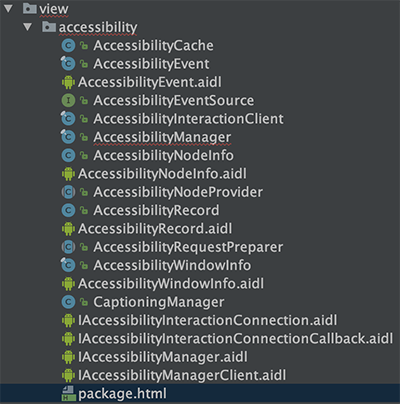 view
accessibility
AccessibilityCache
AccessibilityEvent
AccessibilityEvent.aidl
AccessibilityEventSource
AccessibilityInteractionClient
AccessibilityManager
AccessibilityNodeInfo
AccessibilityNodeInfo.aidl
AccessibilityNodeProvider
AccessibilityRecord
AccessibilityRecord.aidl
AccessibilityRequestPreparer
AccessibilityWindowInfo
AccessibilityWindowInfo.aidl
CaptioningManager
IAccessibilityInteractionConnection.aidl
IAccessibilityInteractionConnectionCallback.aidl
IAccessibilityManager.aidl
IAccessibilityManagerClient.aidl
package.html